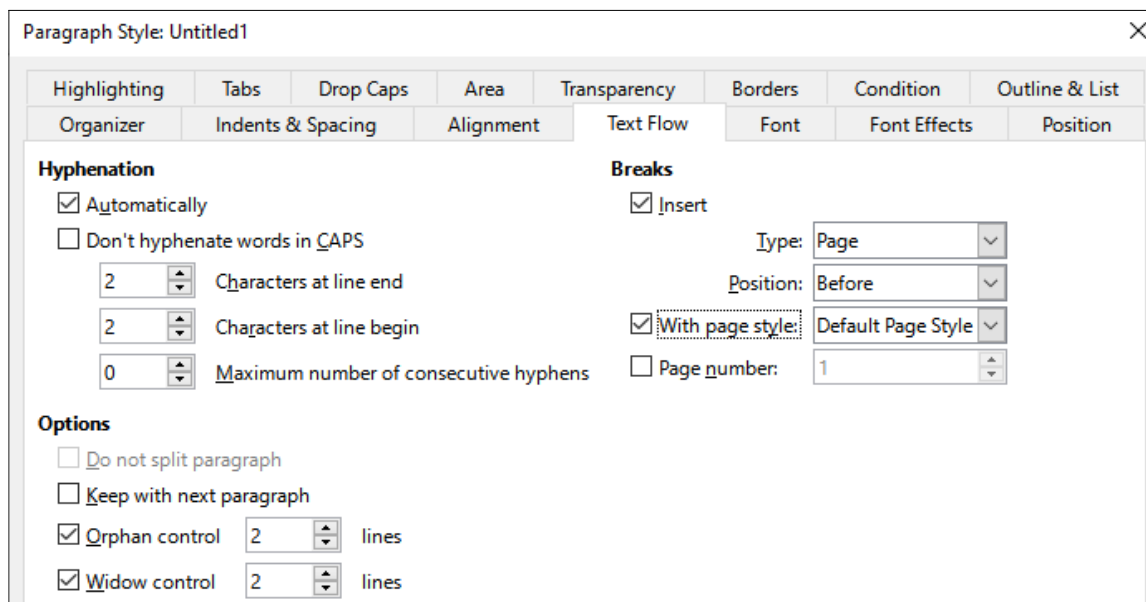 Paragraph Style: Untitled1
Highlighting Tabs Drop Caps Area Transparency Borders Condition Outline & List
Organizer Indents & Spacing Alignment Text Flow Font Font Effects Position
Hyphenation
Automatically
Don't hyphenate words in CAPS
2 Characters at line end
2 Characters at line begin
0 Maximum number of consecutive hyphens
Options
Do not split paragraph
Keep with next paragraph
Orphan control 2 lines
Widow control 2 lines
Breaks
Insert
Type: Page
Position: Before
With page style: Default Page Style
Page number: 1